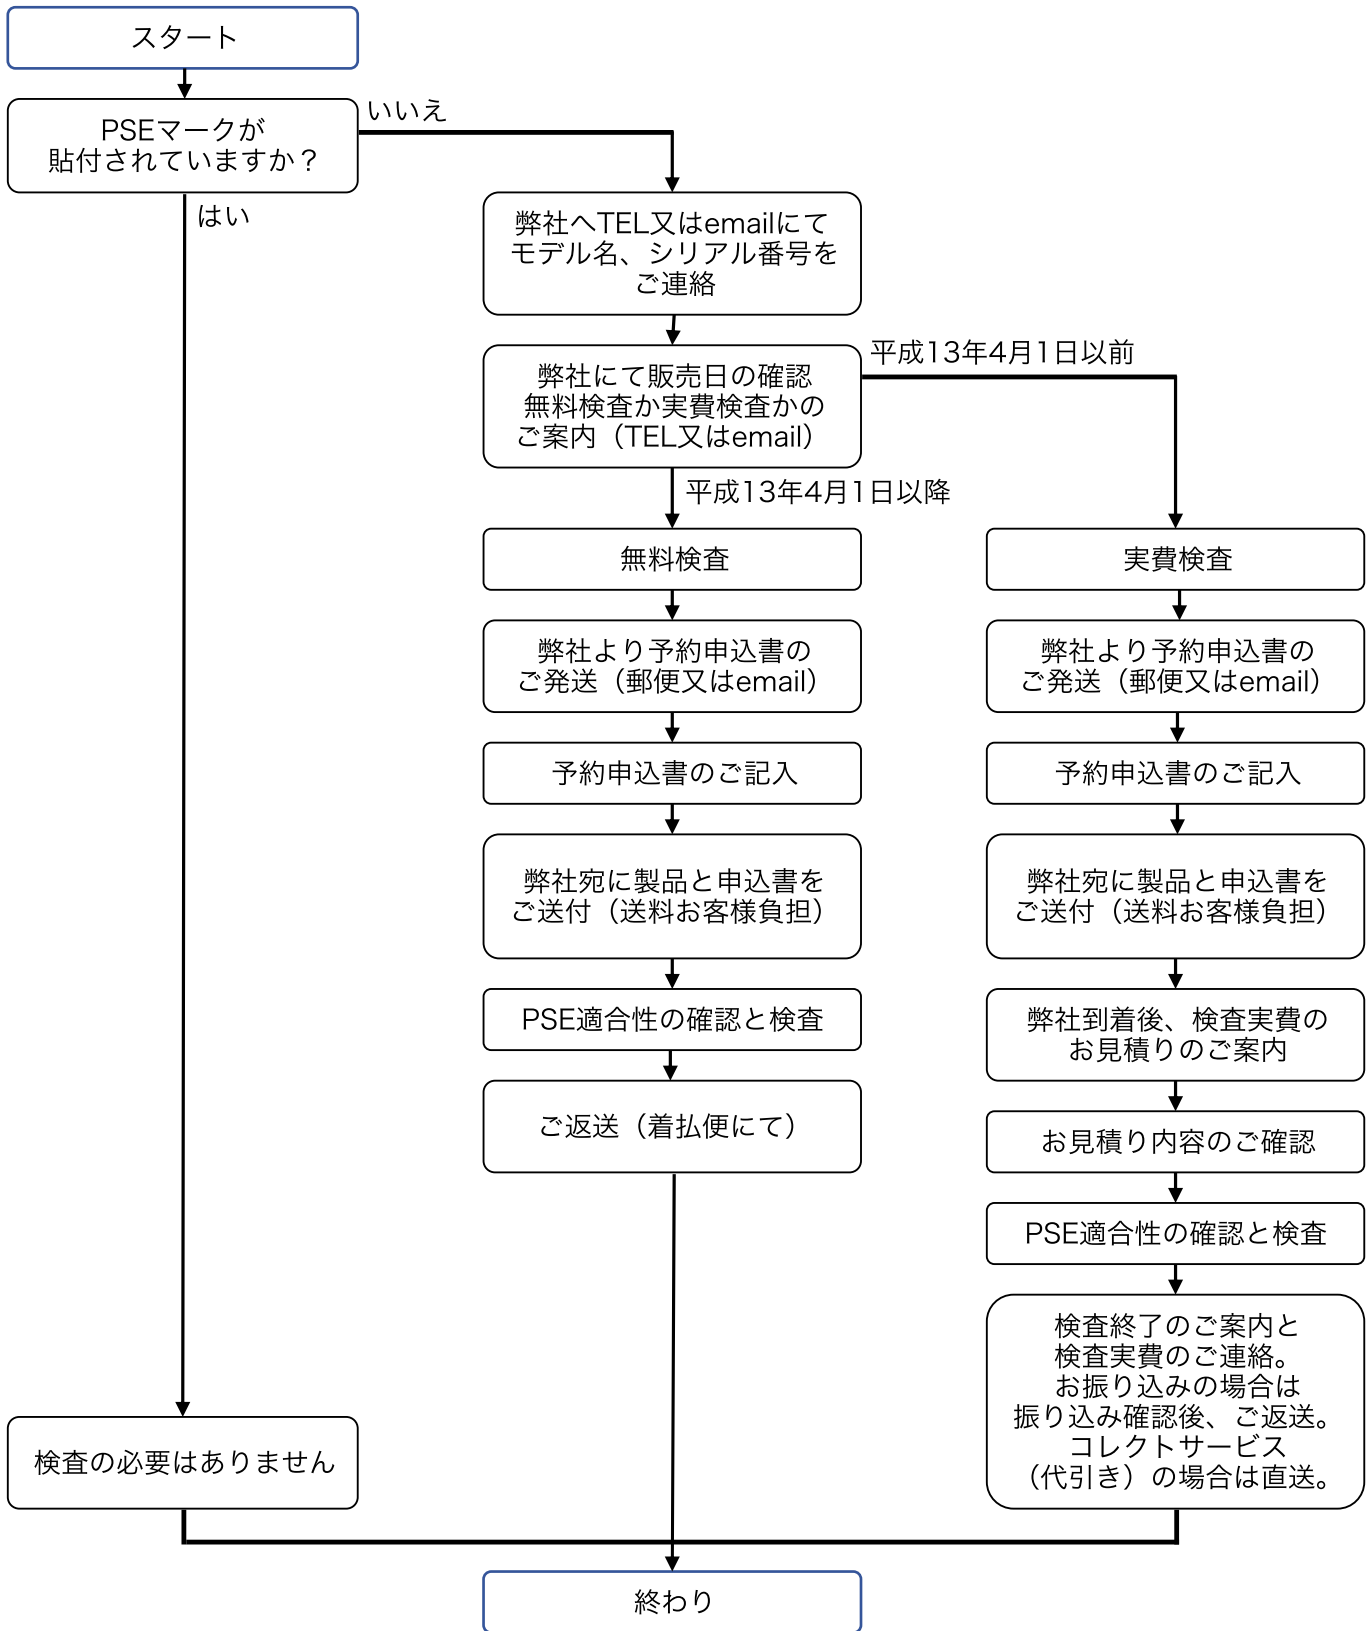 スタート
PSEマークが
貼付されていますか？
いいえ
はい
弊社へTEL又はemailにて
モデル名、シリアル番号を
ご連絡
弊社にて販売日の確認
無料検査か実費検査かの
ご案内（TEL又はemail）
平成13年4月1日以前
平成13年4月1日以降
無料検査
弊社より予約申込書の
ご発送（郵便又はemail）
予約申込書のご記入
弊社宛に製品と申込書を
ご送付（送料お客様負担）
PSE適合性の確認と検査
ご返送（着払便にて）
実費検査
弊社より予約申込書の
ご発送（郵便又はemail）
予約申込書のご記入
弊社宛に製品と申込書を
ご送付（送料お客様負担）
弊社到着後、検査実費の
お見積りのご案内
お見積り内容のご確認
PSE適合性の確認と検査
検査終了のご案内と
検査実費のご連絡。
お振り込みの場合は
振り込み確認後、ご返送。
コレクトサービス
（代引き）の場合は直送。
検査の必要はありません
終わり